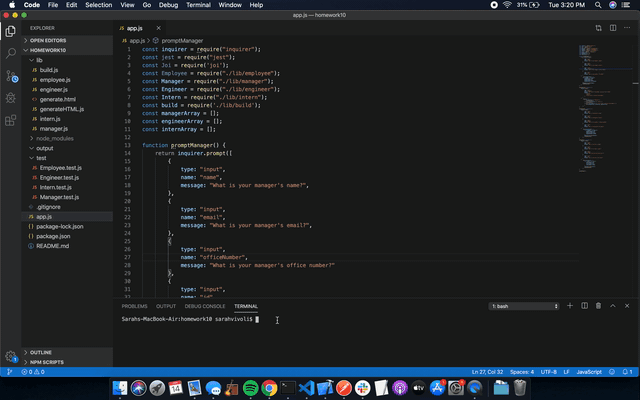 Code File Edit Selection View Go Debug Terminal Window Help 31% Tue 3:20 PM
app.js — homework10
EXPLORER
app.js
OPEN EDITORS
HOMEWORK10
lib
build.js
employee.js
engineer.js
generate.html
generateHTML.js
intern.js
manager.js
node_modules
output
test
Employee.test.js
Engineer.test.js
Intern.test.js
Manager.test.js
.gitignore
app.js
package-lock.json
package.json
README.md
OUTLINE
NPM SCRIPTS
app.js > promptManager
1 const inquirer = require("inquirer");
2 const jest = require("jest");
3 const Joi = require('joi');
4 const Employee = require("./lib/employee");
5 const Manager = require("./lib/manager");
6 const Engineer = require("./lib/engineer");
7 const Intern = require("./lib/intern");
8 const build = require('./lib/build');
9 const managerArray = [];
10 const engineerArray = [];
11 const internArray = [];
12
13 function promptManager() {
14 return inquirer.prompt([
15 {
16 type: "input",
17 name: "name",
18 message: "What is your manager's name?",
19 },
20 {
21 type: "input",
22 name: "email",
23 message: "What is your manager's email?",
24 },
25 {
26 type: "input",
27 name: "officeNumber",
28 message: "What is your manager's office number?"
29 },
30 {
31 type: "input",
32 name: "id",
PROBLEMS OUTPUT DEBUG CONSOLE TERMINAL 1: bash
Sarahs-MacBook-Air:homework10 sarahvivoli$
0 0 Ln 27, Col 32 Spaces: 4 UTF-8 LF JavaScript 1